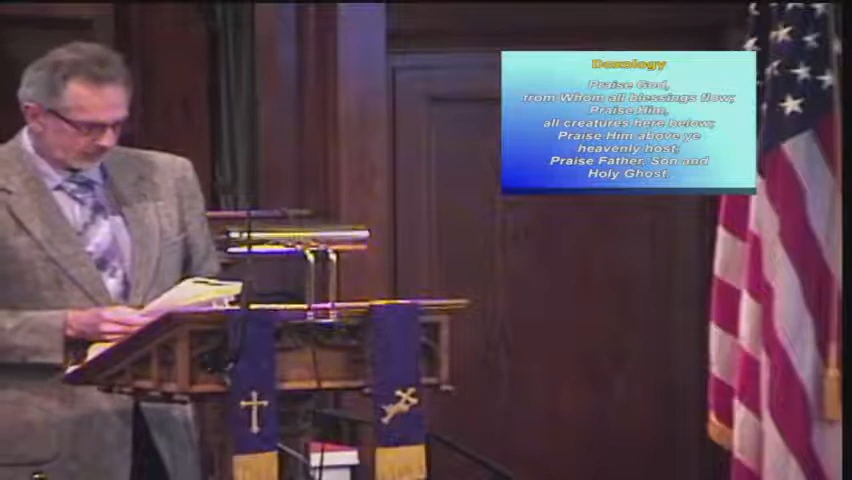 Doxology
Praise God,
from Whom all blessings flow;
Praise Him,
all creatures here below;
Praise Him above ye
heavenly host;
Praise Father, Son and
Holy Ghost.